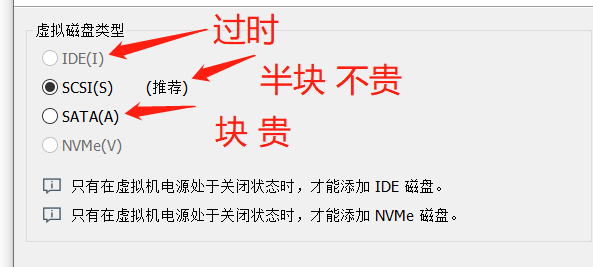 虚拟磁盘类型
过时
IDE(I)
SCSI(S) (推荐)
半块 不贵
SATA(A)
块 贵
NVMe(V)
只有在虚拟机电源处于关闭状态时，才能添加 IDE 磁盘。
只有在虚拟机电源处于关闭状态时，才能添加 NVMe 磁盘。